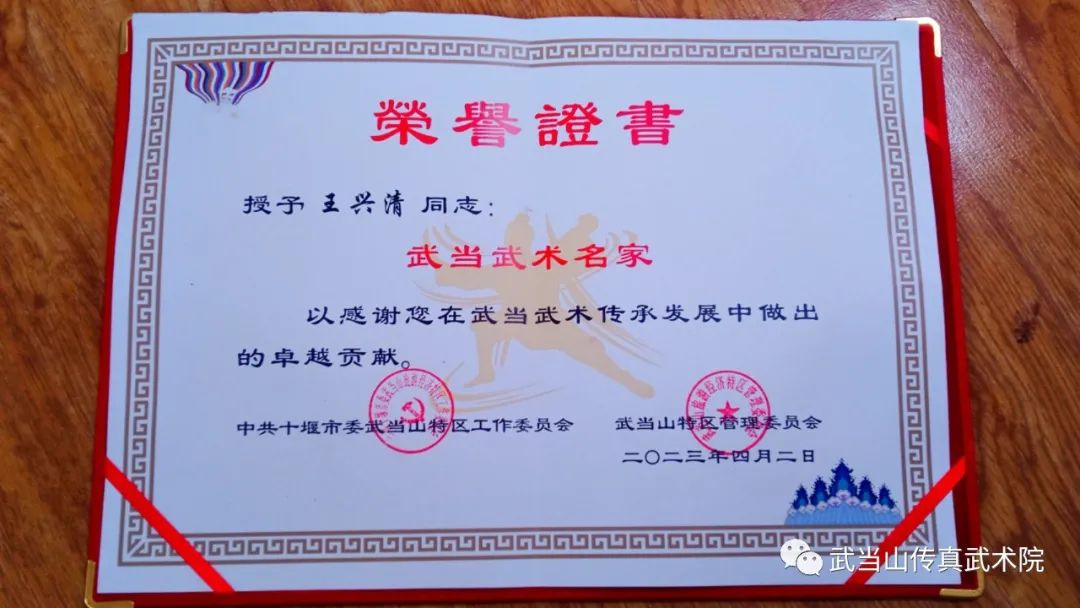 榮譽證書
授予 王兴清 同志：
武当武术名家
以感谢您在武当武术传承发展中做出
的卓越贡献。
中共十堰市委武当山特区工作委员会
武当山特区管理委员会
二〇二三年四月二日
武当山传真武术院